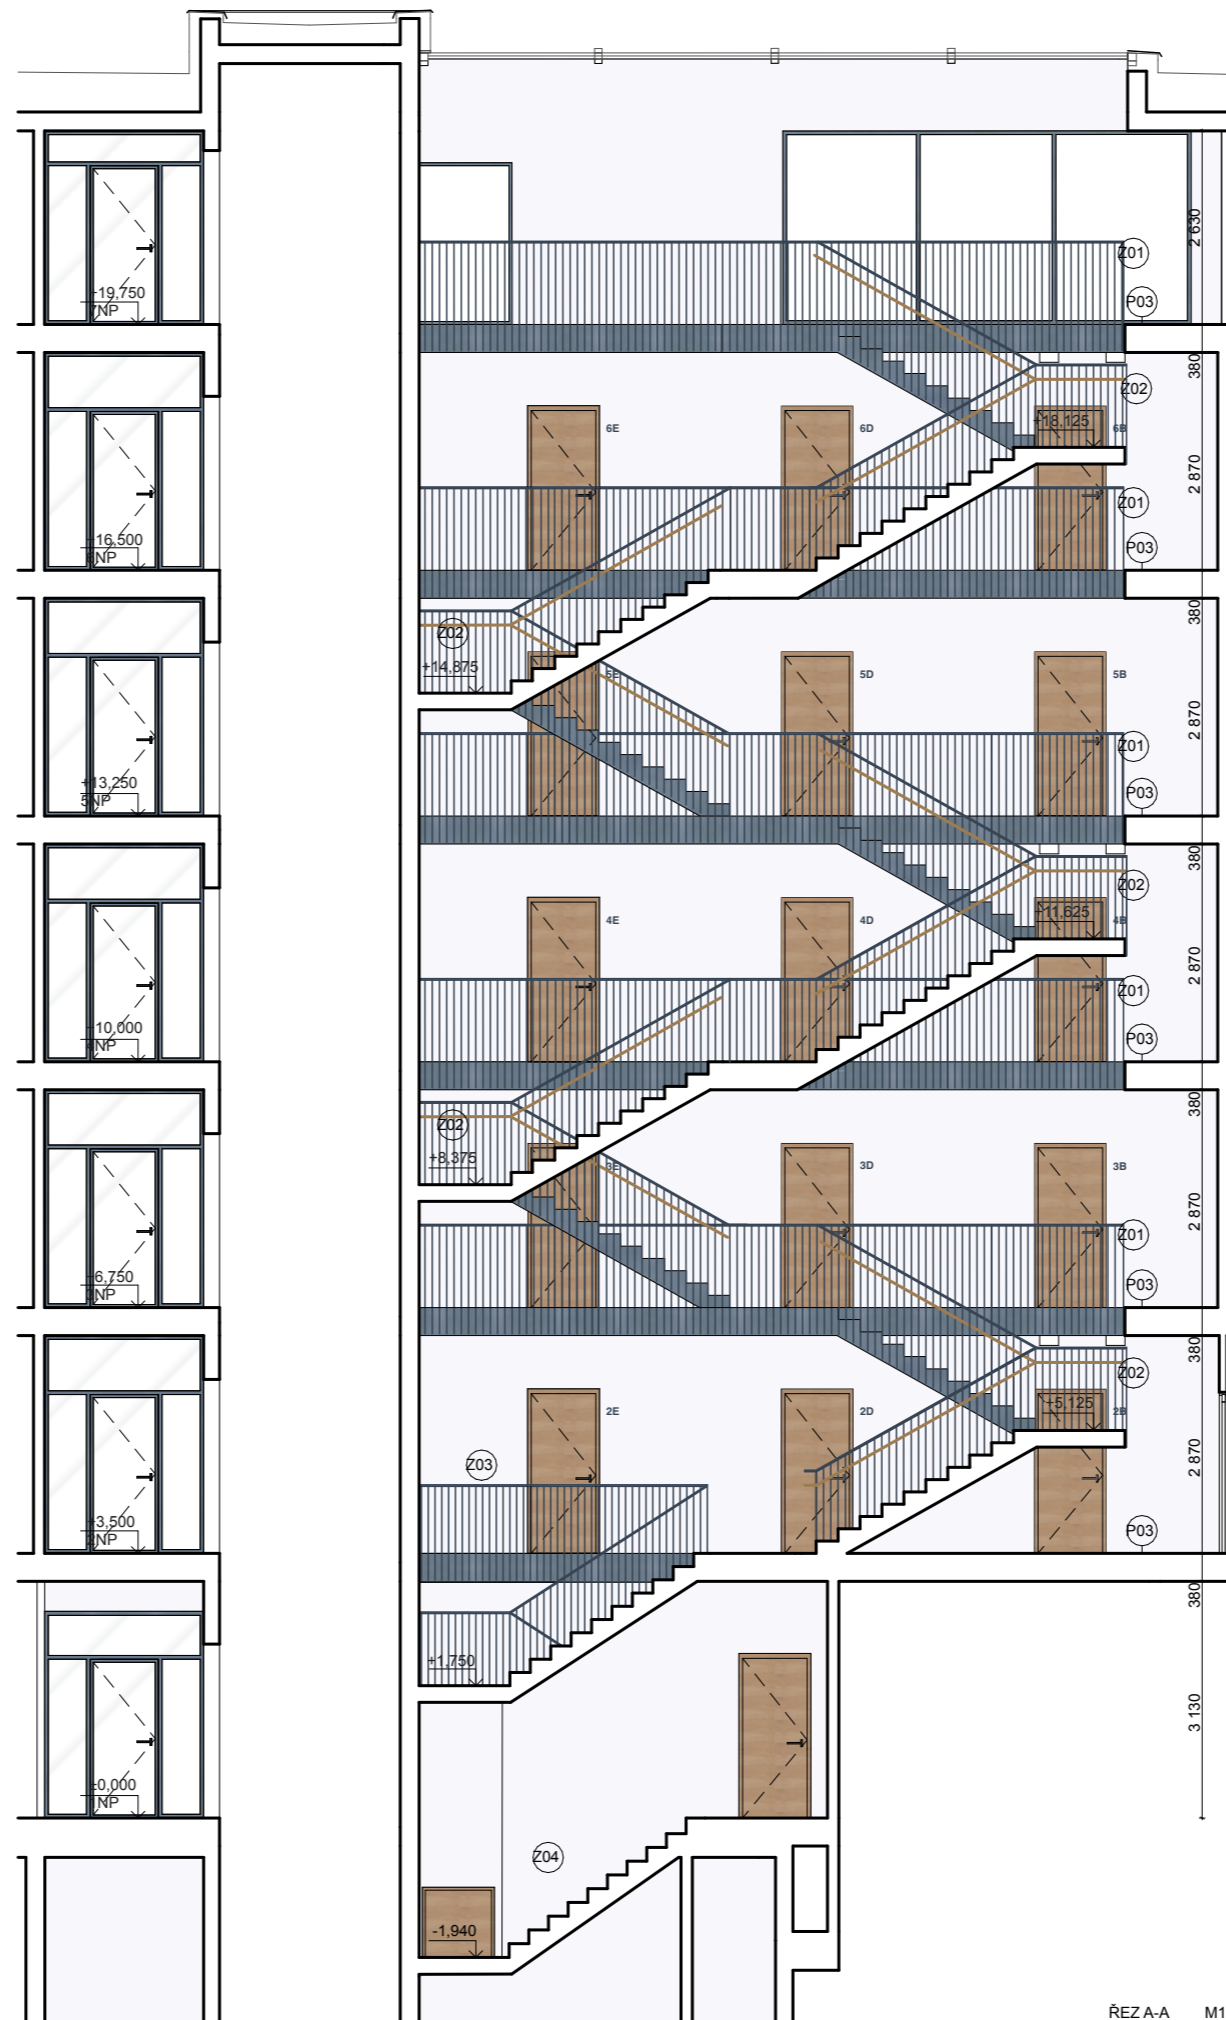 2 630
Z01
+19,750
7NP
P03
380
Z02
+18,125
6E
6D
6B
2 870
Z01
+16,500
6NP
P03
380
Z02
+14,875
5E
5D
5B
2 870
Z01
+13,250
5NP
P03
380
Z02
+11,625
4E
4D
4B
2 870
Z01
+10,000
4NP
P03
380
Z02
+8,375
3E
3D
3B
2 870
Z01
+6,750
3NP
P03
380
Z02
+5,125
2E
2D
2B
Z03
2 870
+3,500
2NP
P03
380
+1,750
3 130
±0,000
1NP
Z04
-1,940
ŘEZ A-A M1